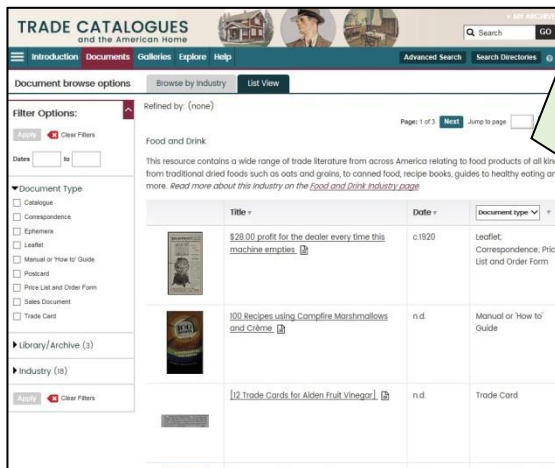 TRADE CATALOGUES
and the American Home
MY ARCHIVE
Search GO
Introduction Documents Galleries Explore Help Advanced Search Search Directories
Document browse options Browse by Industry List View
Filter Options:
Apply Clear Filters
Dates to
Document Type
Catalogue
Correspondence
Ephemera
Leaflet
Manual or 'How to' Guide
Postcard
Price List and Order Form
Sales Document
Trade Card
Library/Archive (3)
Industry (18)
Apply Clear Filters
Refined by: (none)
Page: 1 of 3 Next Jump to page
Food and Drink
This resource contains a wide range of trade literature from across America relating to food products of all kin
from traditional dried foods such as oats and grains, to canned food, recipe books, guides to healthy eating an
more. Read more about this Industry on the Food and Drink Industry page
Title Date Document type
$28.00 profit for the dealer every time this
machine empties
c.1920
Leaflet;
Correspondence; Pric
List and Order Form
100 Recipes using Campfire Marshmallows
and Crème
n.d.
Manual or 'How to'
Guide
[12 Trade Cards for Alden Fruit Vinegar]
n.d.
Trade Card